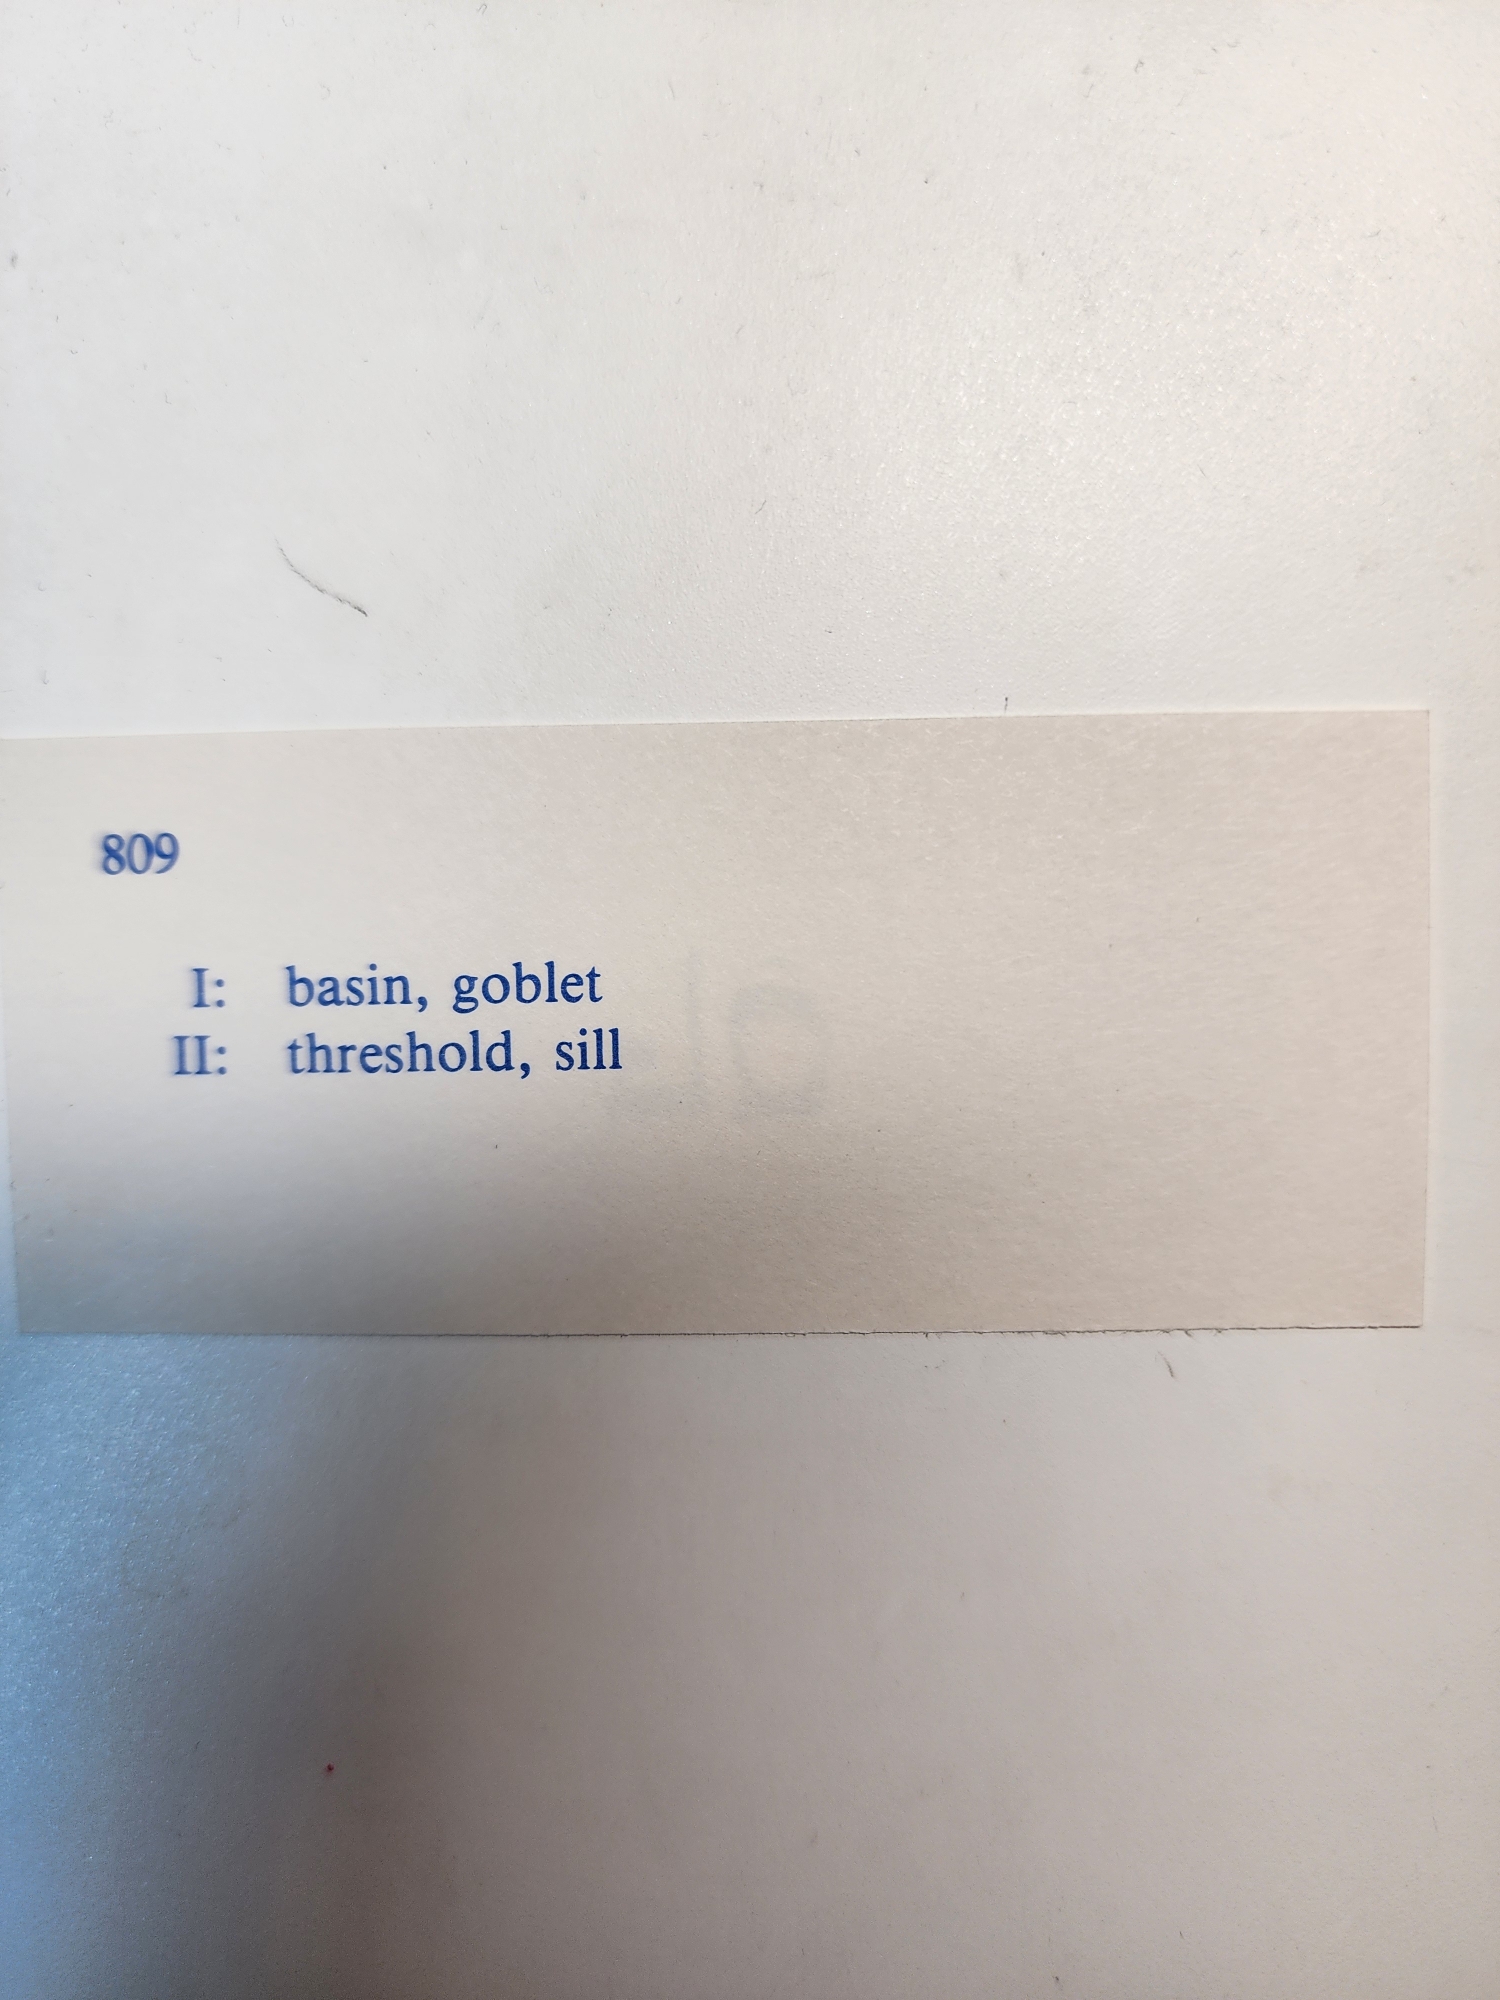 809
I: basin, goblet
II: threshold, sill